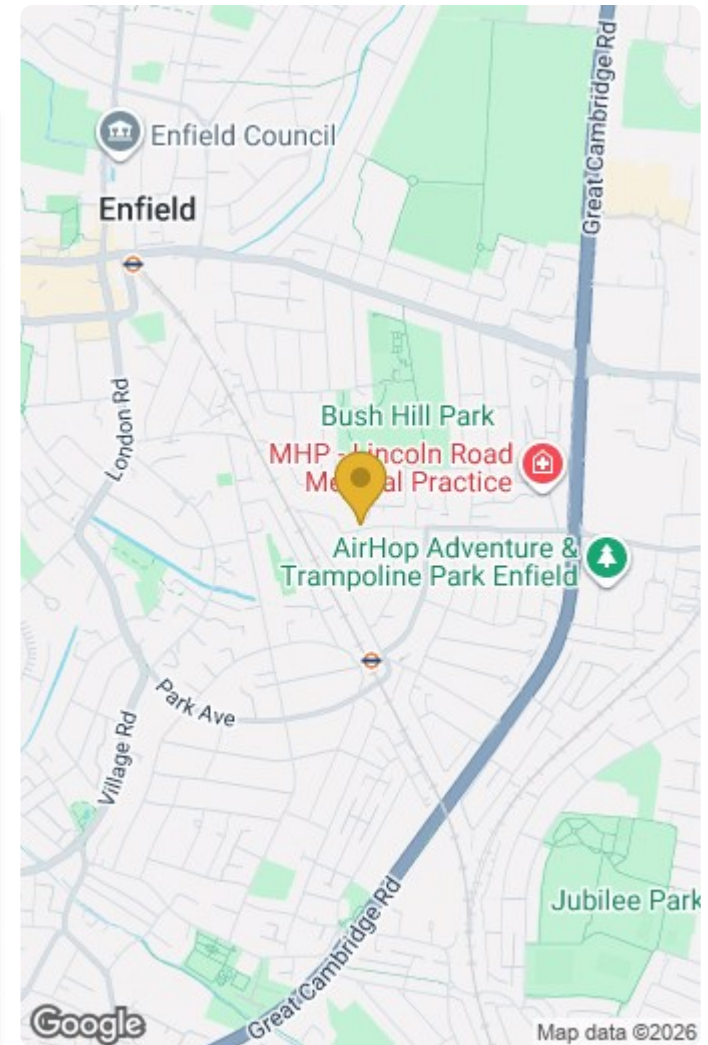 Great Cambridge Rd
Enfield Council
Enfield
London Rd
Bush Hill Park
MHP - Lincoln Road
Medical Practice
AirHop Adventure &
Trampoline Park Enfield
Park Ave
Village Rd
Jubilee Park
Great Cambridge Rd
Google
Map data ©2026